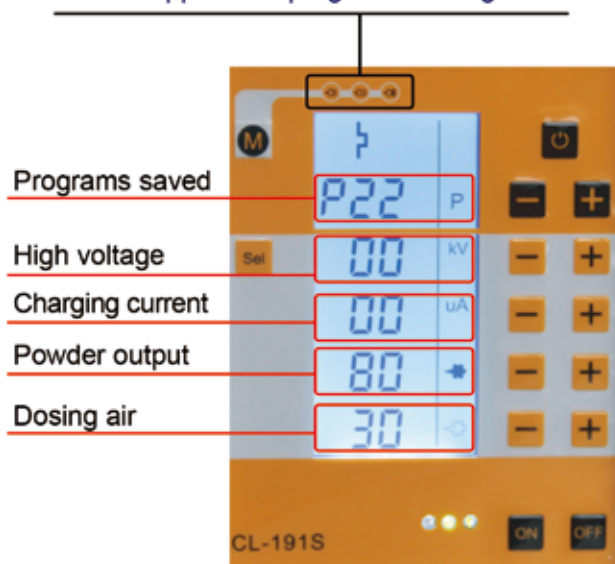 M
Programs saved
P22 P
High voltage
Sel
00 kV
Charging current
00 uA
Powder output
80
Dosing air
30
CL-191S
ON OFF